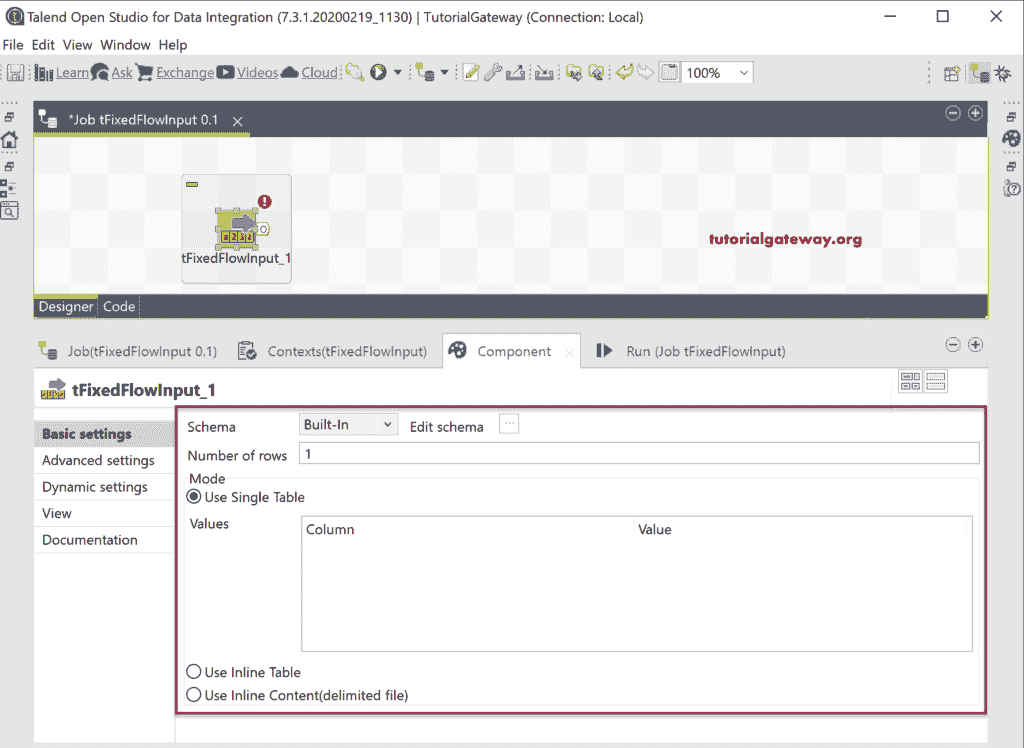 Talend Open Studio for Data Integration (7.3.1.20200219_1130) | TutorialGateway (Connection: Local)
File Edit View Window Help
Learn Ask Exchange Videos Cloud 100%
*Job tFixedFlowInput 0.1
tutorialgateway.org
tFixedFlowInput_1
Designer Code
Job(tFixedFlowInput 0.1) Contexts(tFixedFlowInput) Component Run (Job tFixedFlowInput)
tFixedFlowInput_1
Basic settings
Advanced settings
Dynamic settings
View
Documentation
Schema Built-In Edit schema ...
Number of rows 1
Mode
Use Single Table
Values Column Value
Use Inline Table
Use Inline Content(delimited file)